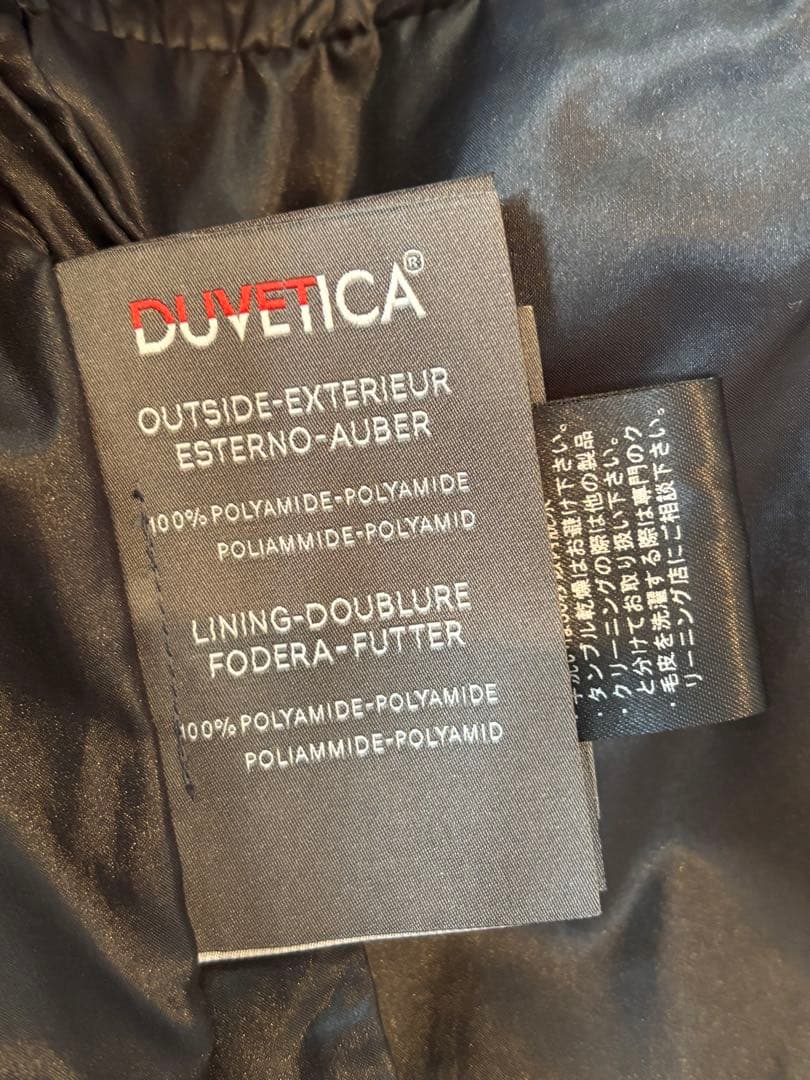 DUVETICA®
OUTSIDE-EXTERIEUR
ESTERNO-AUBER
100% POLYAMIDE-POLYAMIDE
POLIAMMIDE-POLYAMID
LINING-DOUBLURE
FODERA-FUTTER
100% POLYAMIDE-POLYAMIDE
POLIAMMIDE-POLYAMID
・タンブル乾燥はお避け下さい。
・クリーニングの際は他の製品
と分けてお取り扱い下さい。
・毛皮を洗濯する際は専門のク
リーニング店にご相談下さい。